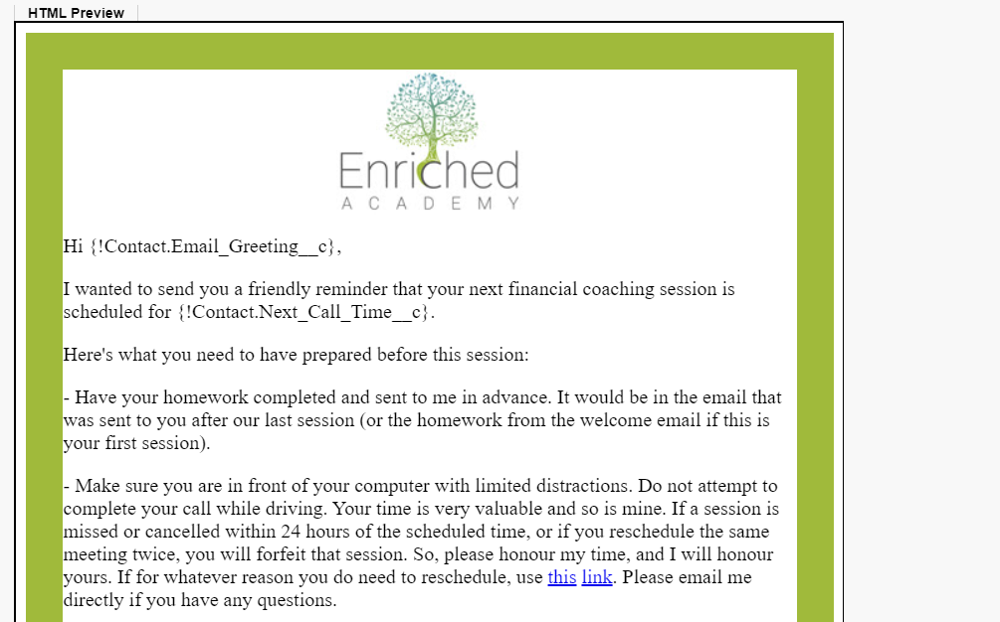 HTML Preview
Enriched
ACADEMY
Hi {!Contact.Email_Greeting__c},
I wanted to send you a friendly reminder that your next financial coaching session is
scheduled for {!Contact.Next_Call_Time__c}.
Here's what you need to have prepared before this session:
- Have your homework completed and sent to me in advance. It would be in the email that
was sent to you after our last session (or the homework from the welcome email if this is
your first session).
- Make sure you are in front of your computer with limited distractions. Do not attempt to
complete your call while driving. Your time is very valuable and so is mine. If a session is
missed or cancelled within 24 hours of the scheduled time, or if you reschedule the same
meeting twice, you will forfeit that session. So, please honour my time, and I will honour
yours. If for whatever reason you do need to reschedule, use this link. Please email me
directly if you have any questions.